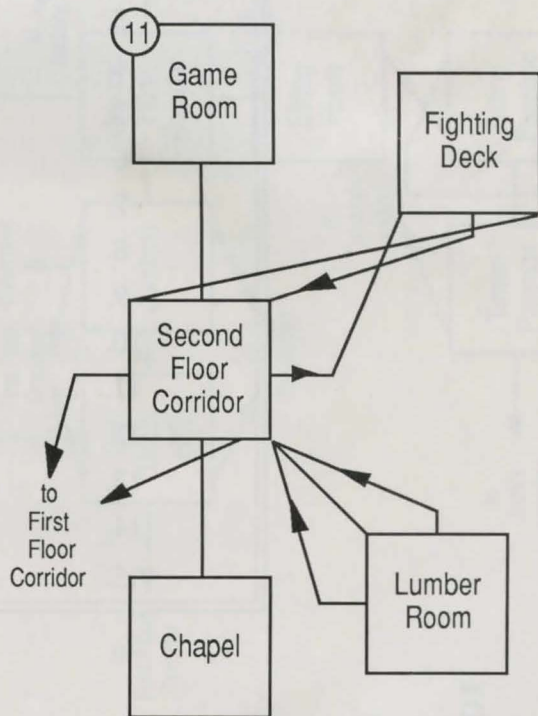 11
Game
Room
Fighting
Deck
Second
Floor
Corridor
to
First
Floor
Corridor
Lumber
Room
Chapel